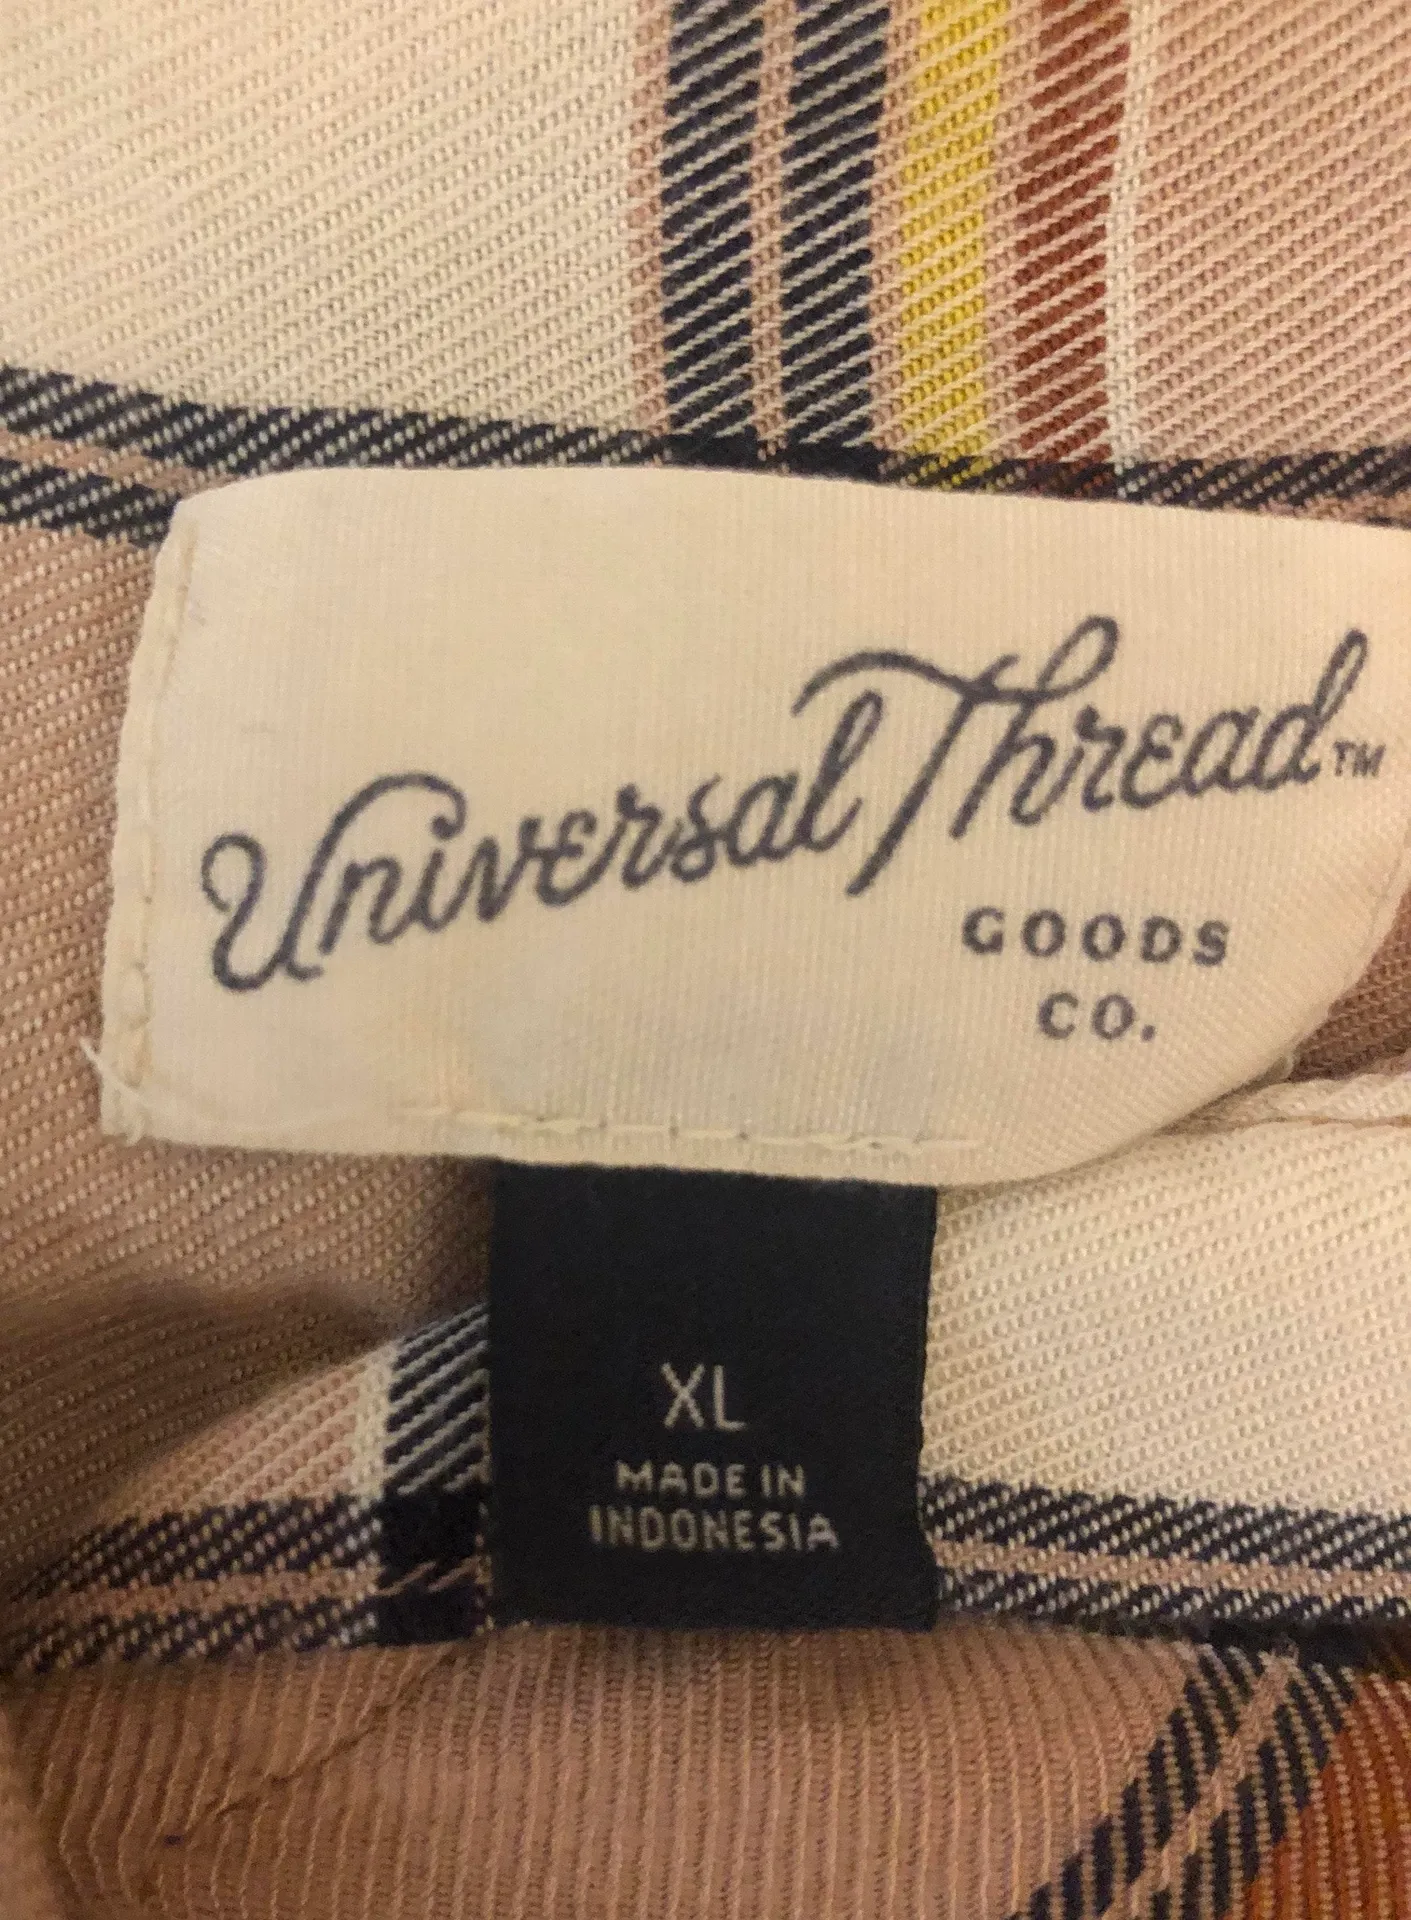 Universal Thread™
GOODS
CO.
XL
MADE IN
INDONESIA